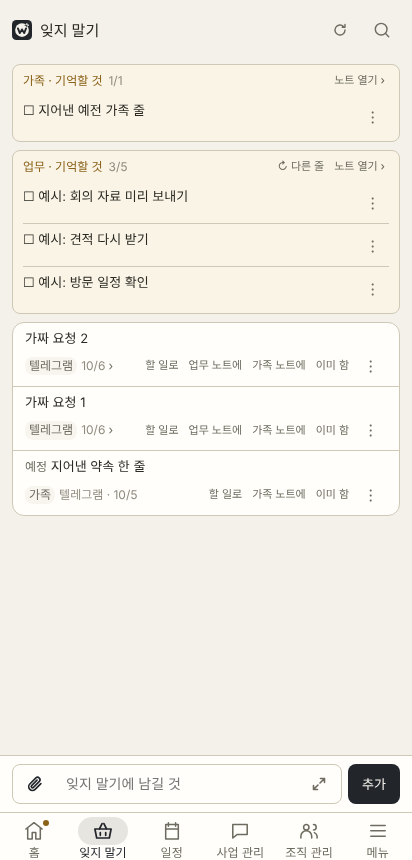 잊지 말기
가족 · 기억할 것 1/1 노트 열기 ›
☐ 지어낸 예전 가족 줄
업무 · 기억할 것 3/5 ↻ 다른 줄 노트 열기 ›
☐ 예시: 회의 자료 미리 보내기
☐ 예시: 견적 다시 받기
☐ 예시: 방문 일정 확인
가짜 요청 2
텔레그램 10/6 › 할 일로 업무 노트에 가족 노트에 이미 함
가짜 요청 1
텔레그램 10/6 › 할 일로 업무 노트에 가족 노트에 이미 함
예정 지어낸 약속 한 줄
가족 텔레그램 · 10/5 할 일로 가족 노트에 이미 함
잊지 말기에 남길 것 추가
홈 잊지 말기 일정 사업 관리 조직 관리 메뉴